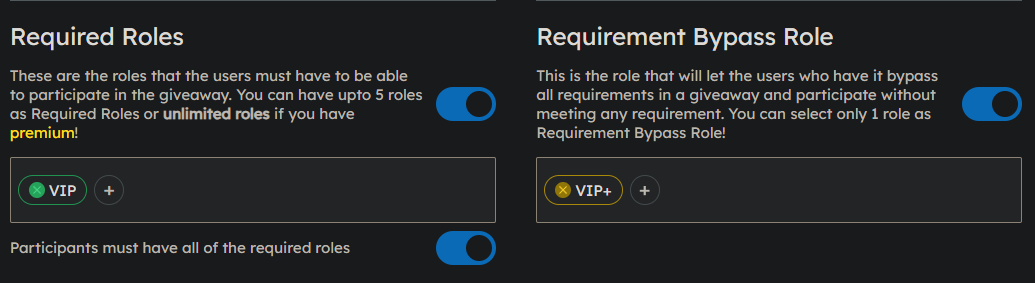 Required Roles
These are the roles that the users must have to be able
to participate in the giveaway. You can have upto 5 roles
as Required Roles or unlimited roles if you have
premium!
VIP +
Participants must have all of the required roles
Requirement Bypass Role
This is the role that will let the users who have it bypass
all requirements in a giveaway and participate without
meeting any requirement. You can select only 1 role as
Requirement Bypass Role!
VIP+ +